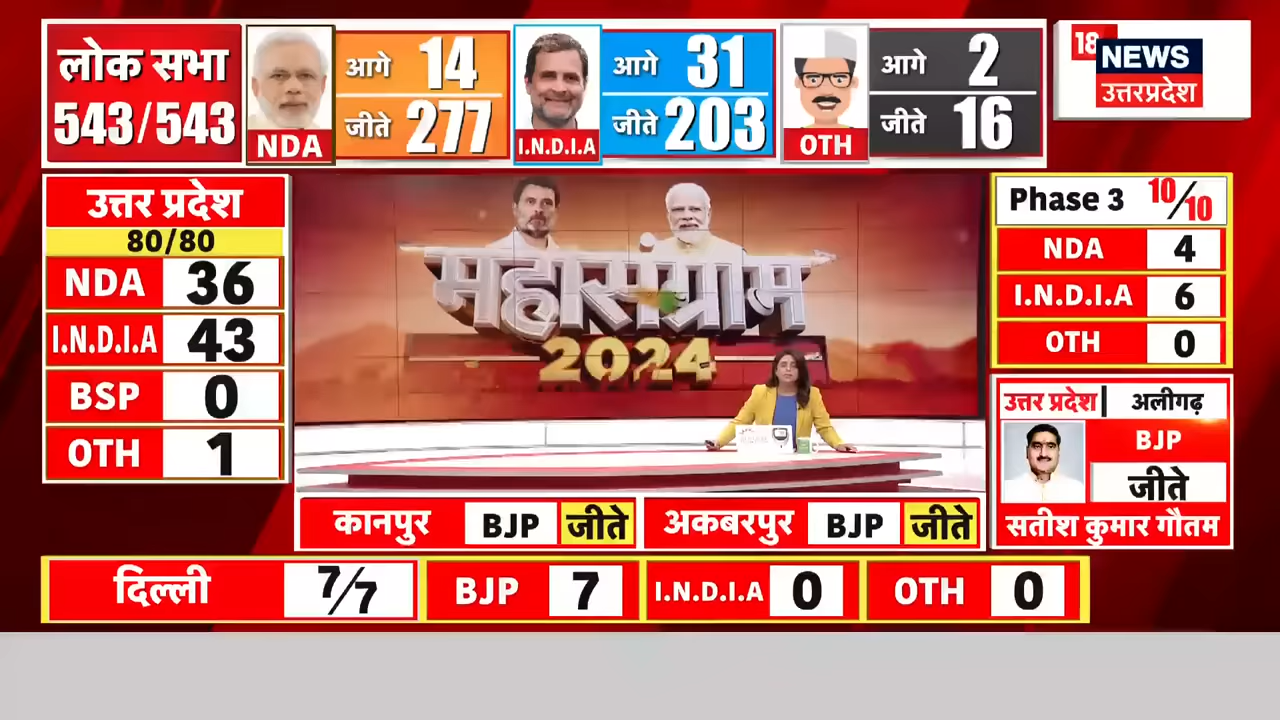 लोक सभा
543/543
NDA
आगे 14
जीते 277
I.N.D.I.A
आगे 31
जीते 203
OTH
आगे 2
जीते 16
18
NEWS
उत्तरप्रदेश
उत्तर प्रदेश
80/80
NDA 36
I.N.D.I.A 43
BSP 0
OTH 1
महासंग्राम
2024
Phase 3 10/10
NDA 4
I.N.D.I.A 6
OTH 0
उत्तर प्रदेश अलीगढ़
BJP
जीते
सतीश कुमार गौतम
कानपुर BJP जीते
अकबरपुर BJP जीते
दिल्ली 7/7 BJP 7 I.N.D.I.A 0 OTH 0